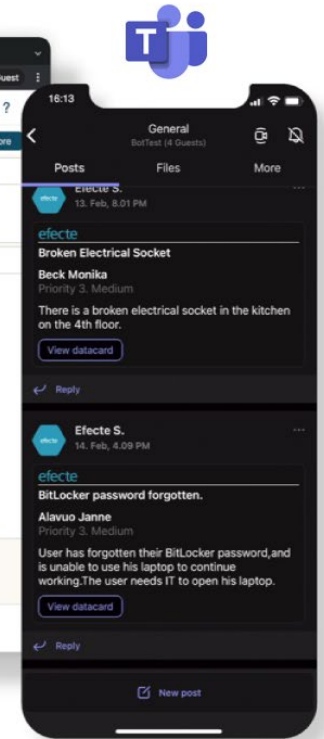 T
uest
?
ore
16:13
General
BotTest (4 Guests)
Posts Files More
Efecte S.
efecte
13. Feb, 8.01 PM
efecte
Broken Electrical Socket
Beck Monika
Priority 3. Medium
There is a broken electrical socket in the kitchen
on the 4th floor.
View datacard
Reply
Efecte S.
efecte
14. Feb, 4.09 PM
efecte
BitLocker password forgotten.
Alavuo Janne
Priority 3. Medium
User has forgotten their BitLocker password,and
is unable to use his laptop to continue
working.The user needs IT to open his laptop.
View datacard
Reply
New post